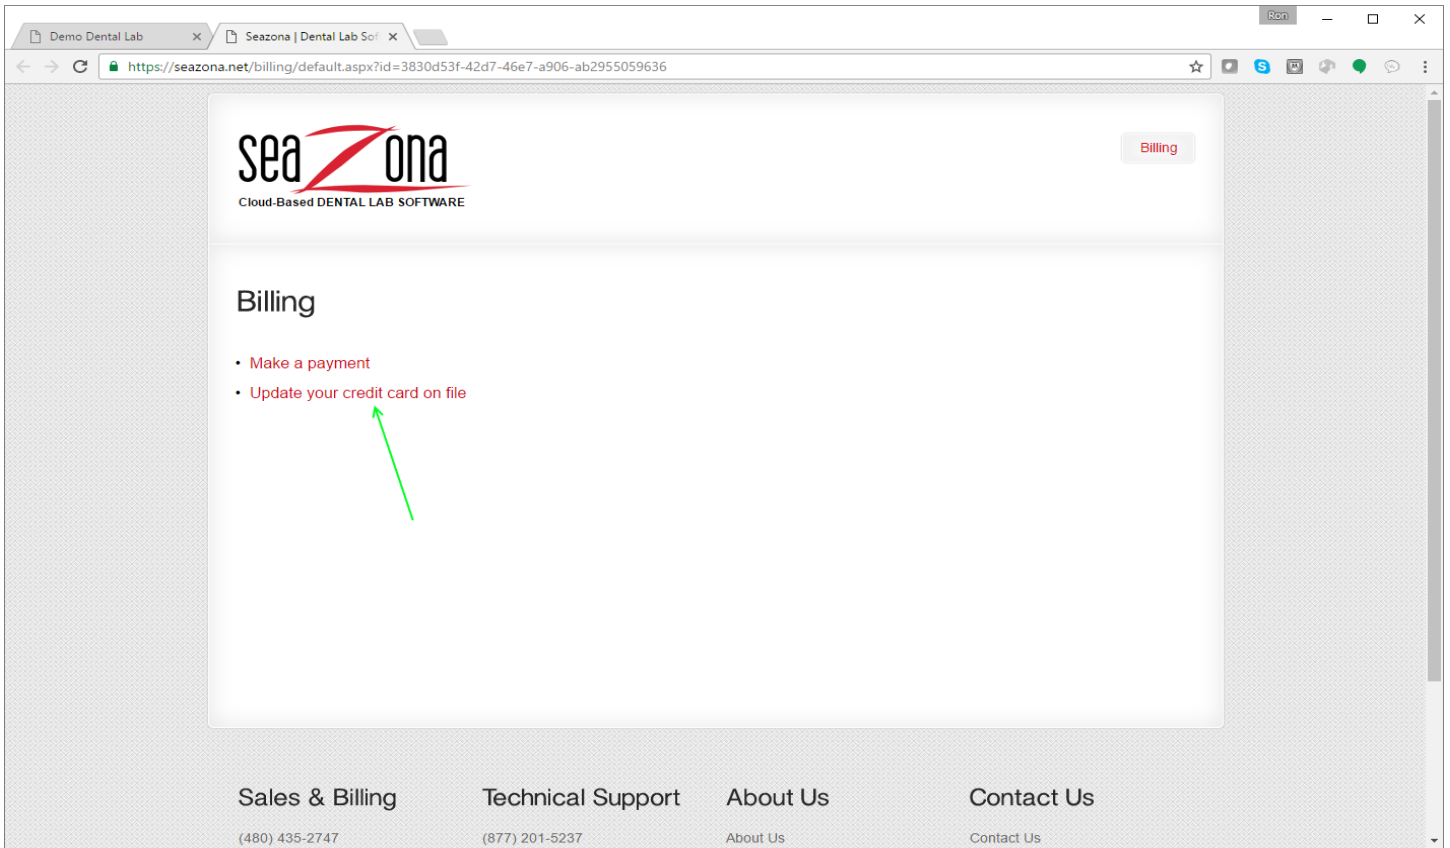 Ron
Demo Dental Lab
Seazona | Dental Lab Sof
https://seazona.net/billing/default.aspx?id=3830d53f-42d7-46e7-a906-ab2955059636
seaZona
Cloud-Based DENTAL LAB SOFTWARE
Billing
Billing
• Make a payment
• Update your credit card on file
Sales & Billing Technical Support About Us Contact Us
(480) 435-2747 (877) 201-5237 About Us Contact Us